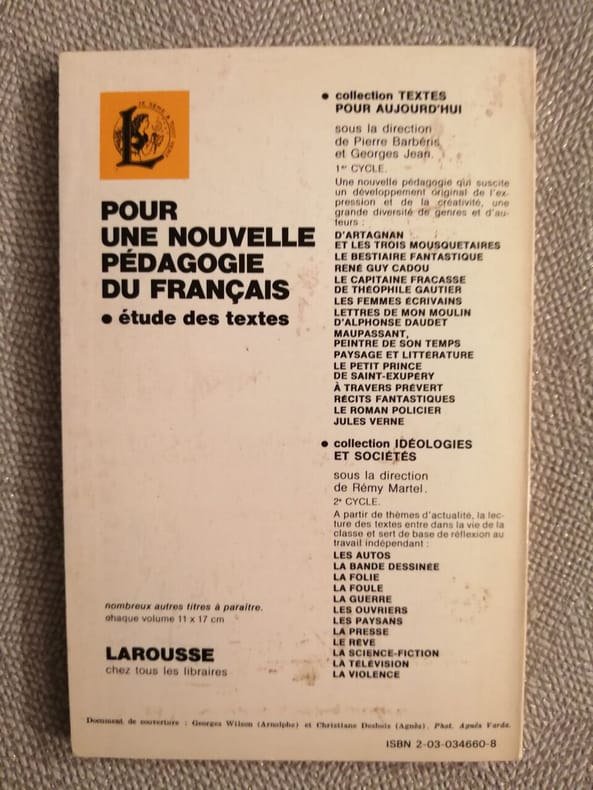 JE SÈME À TOUT VENT
L
POUR
UNE NOUVELLE
PÉDAGOGIE
DU FRANÇAIS
● étude des textes
nombreux autres titres à paraître.
chaque volume 11 x 17 cm
LAROUSSE
chez tous les libraires
● collection TEXTES
POUR AUJOURD'HUI
sous la direction
de Pierre Barbéris
et Georges Jean.
1er CYCLE.
Une nouvelle pédagogie qui suscite
un développement original de l'ex-
pression et de la créativité, une
grande diversité de genres et d'au-
teurs :
D'ARTAGNAN
ET LES TROIS MOUSQUETAIRES
LE BESTIAIRE FANTASTIQUE
RENÉ GUY CADOU
LE CAPITAINE FRACASSE
DE THÉOPHILE GAUTIER
LES FEMMES ÉCRIVAINS
LETTRES DE MON MOULIN
D'ALPHONSE DAUDET
MAUPASSANT,
PEINTRE DE SON TEMPS
PAYSAGE ET LITTÉRATURE
LE PETIT PRINCE
DE SAINT-EXUPÉRY
À TRAVERS PRÉVERT
RÉCITS FANTASTIQUES
LE ROMAN POLICIER
JULES VERNE
● collection IDÉOLOGIES
ET SOCIÉTÉS
sous la direction
de Rémy Martel.
2e CYCLE.
A partir de thèmes d'actualité, la lec-
ture des textes entre dans la vie de la
classe et sert de base de réflexion au
travail indépendant :
LES AUTOS
LA BANDE DESSINÉE
LA FOLIE
LA FOULE
LA GUERRE
LES OUVRIERS
LES PAYSANS
LA PRESSE
LE RÊVE
LA SCIENCE-FICTION
LA TÉLÉVISION
LA VIOLENCE
Document de couverture : Georges Wilson (Arnolphe) et Christiane Desbois (Agnès). Phot. Agnès Varda.
ISBN 2-03-034660-8